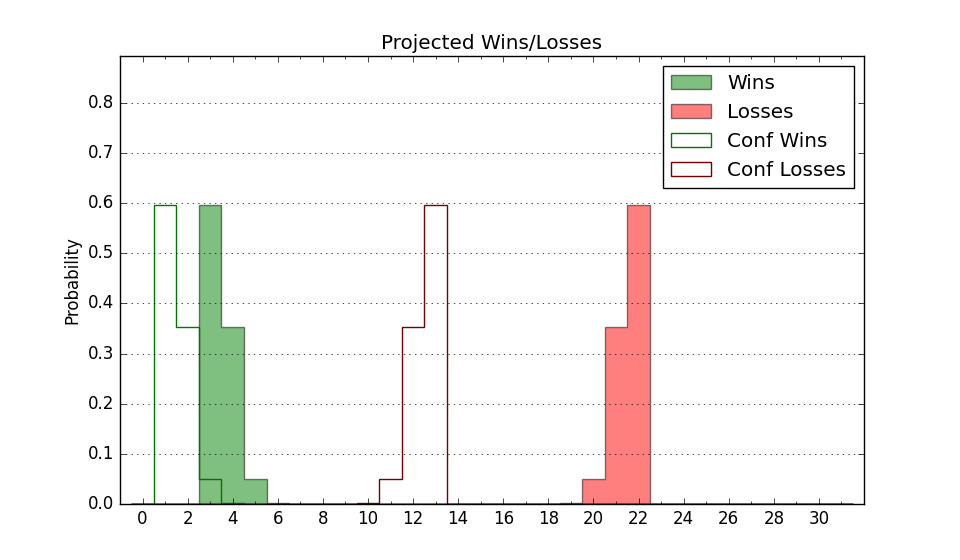 Projected Wins/Losses
Wins
Losses
Conf Wins
Conf Losses
Probability
0.8
0.7
0.6
0.5
0.4
0.3
0.2
0.1
0.0
0 2 4 6 8 10 12 14 16 18 20 22 24 26 28 30